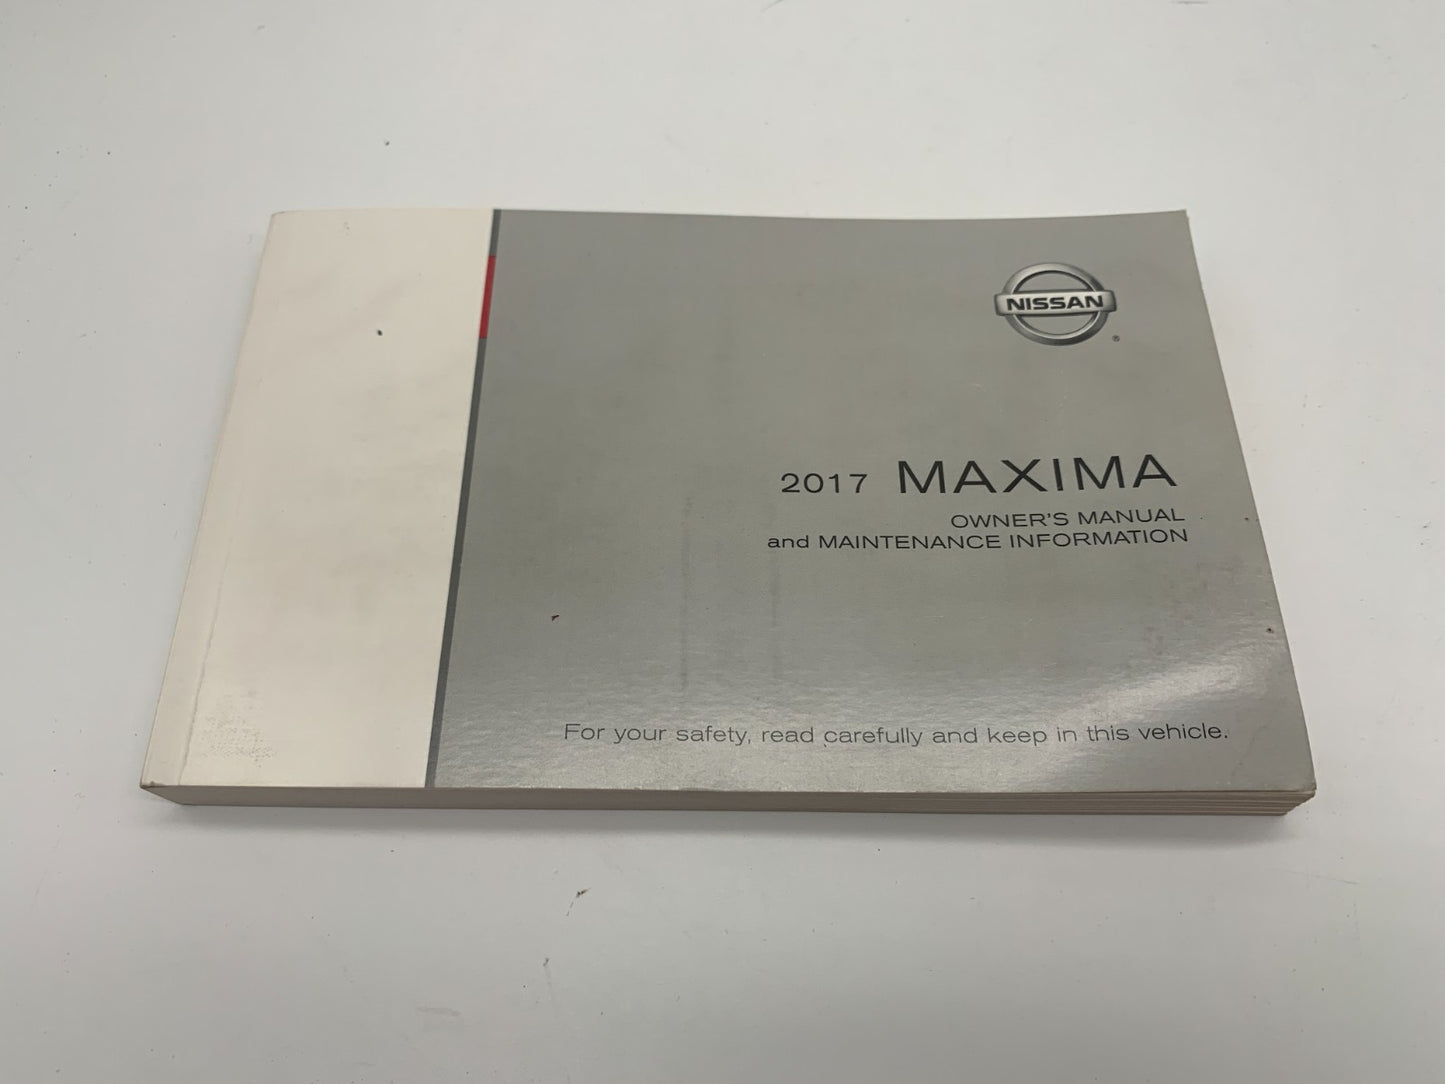 NISSAN
®
2017 MAXIMA
OWNER'S MANUAL
and MAINTENANCE INFORMATION
For your safety, read carefully and keep in this vehicle.